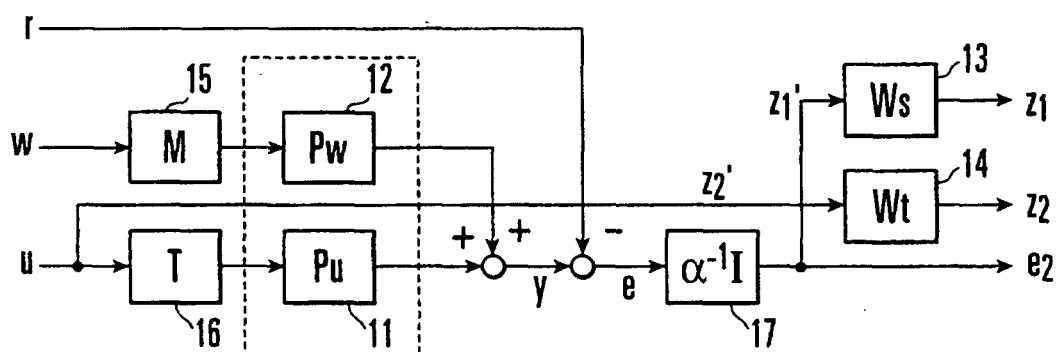 r
15
12
13
w
M
Pw
z1'
Ws
z1
14
z2'
Wt
z2
+
+
−
u
T
Pu
y
e
α⁻¹I
e2
16
11
17